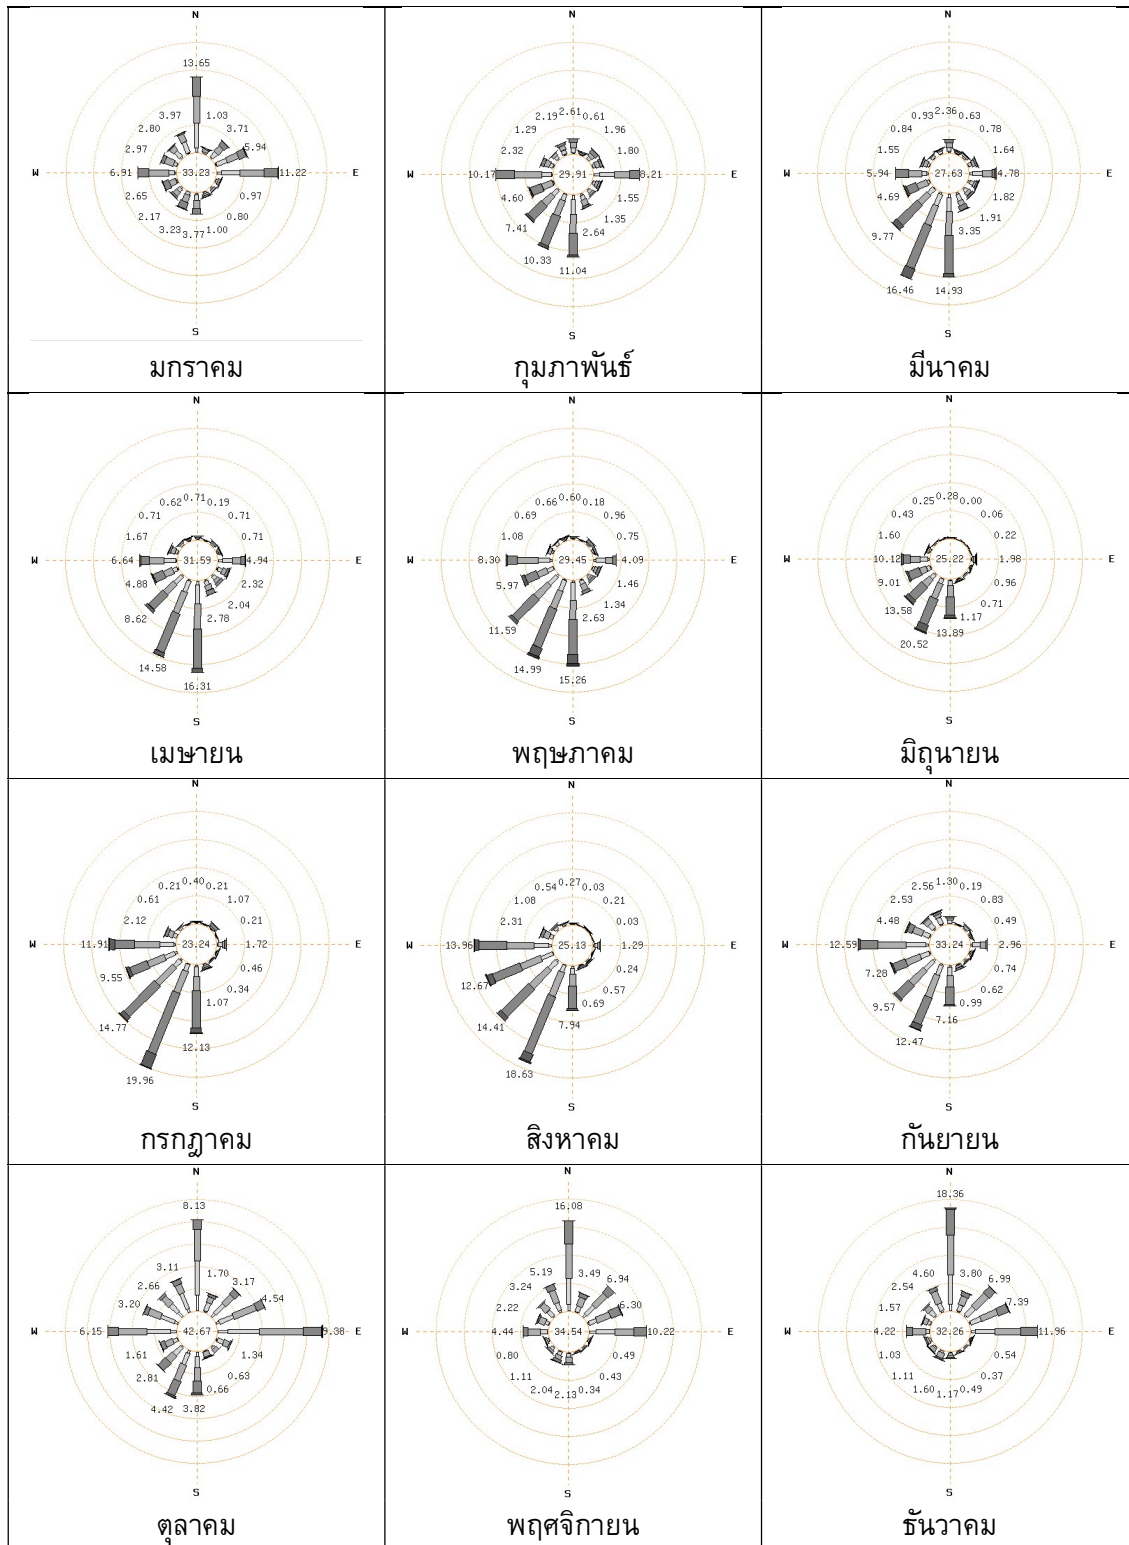 N
13.65
3.97 1.03
2.80 3.71
2.97 5.94
W 6.91 33.23 11.22 E
2.65 0.97
2.17 0.80
3.23 1.00
3.77
S
มกราคม
N
2.19 2.61 0.61
1.29 1.96
2.32 1.80
W 10.17 29.91 8.21 E
4.60 1.55
7.41 1.35
10.33 2.64
11.04
S
กุมภาพันธ์
N
0.93 2.36 0.63
0.84 0.78
1.55 1.64
W 5.94 27.63 4.78 E
4.69 1.82
9.77 1.91
16.46 3.35
14.93
S
มีนาคม
N
0.62 0.71 0.19
0.71 0.71
1.67 0.71
W 6.64 31.59 4.94 E
4.88 2.32
8.62 2.04
14.58 2.78
16.31
S
เมษายน
N
0.66 0.60 0.18
0.69 0.96
1.08 0.75
W 8.30 29.45 4.09 E
5.97 1.46
11.59 1.34
14.99 2.63
15.26
S
พฤษภาคม
N
0.25 0.28 0.00
0.43 0.06
1.60 0.22
W 10.12 25.22 1.98 E
9.01 0.96
13.58 0.71
20.52 1.17
13.89
S
มิถุนายน
N
0.21 0.40 0.21
0.61 1.07
2.12 0.21
W 11.91 23.24 1.72 E
9.55 0.46
14.77 0.34
19.96 1.07
12.13
S
กรกฎาคม
N
0.54 0.27 0.03
1.08 0.21
2.31 0.03
W 13.96 25.13 1.29 E
12.67 0.24
14.41 0.57
18.63 0.69
7.94
S
สิงหาคม
N
2.56 1.30 0.19
2.53 0.83
4.48 0.49
W 12.59 33.24 2.96 E
7.28 0.74
9.57 0.62
12.47 0.99
7.16
S
กันยายน
N
8.13
3.11 1.70
2.66 3.17
3.20 4.54
W 6.15 42.67 9.38 E
1.61 1.34
2.81 0.63
4.42 0.66
3.82
S
ตุลาคม
N
16.08
5.19 3.49
3.24 6.94
2.22 6.30
W 4.44 34.54 10.22 E
0.80 0.49
1.11 0.43
2.04 0.34
2.13
S
พฤศจิกายน
N
18.36
4.60 3.80
2.54 6.99
1.57 7.39
W 4.22 32.26 11.96 E
1.03 0.54
1.11 0.37
1.60 0.49
1.17
S
ธันวาคม